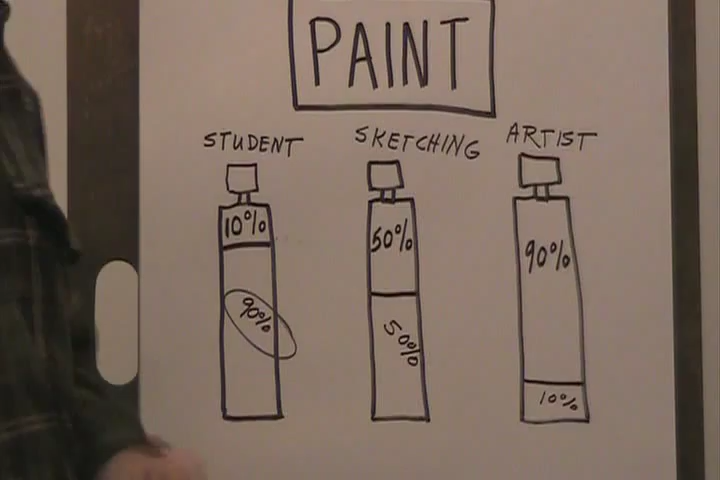 PAINT
STUDENT SKETCHING ARTIST
10% 50% 90%
90% 50% 10%